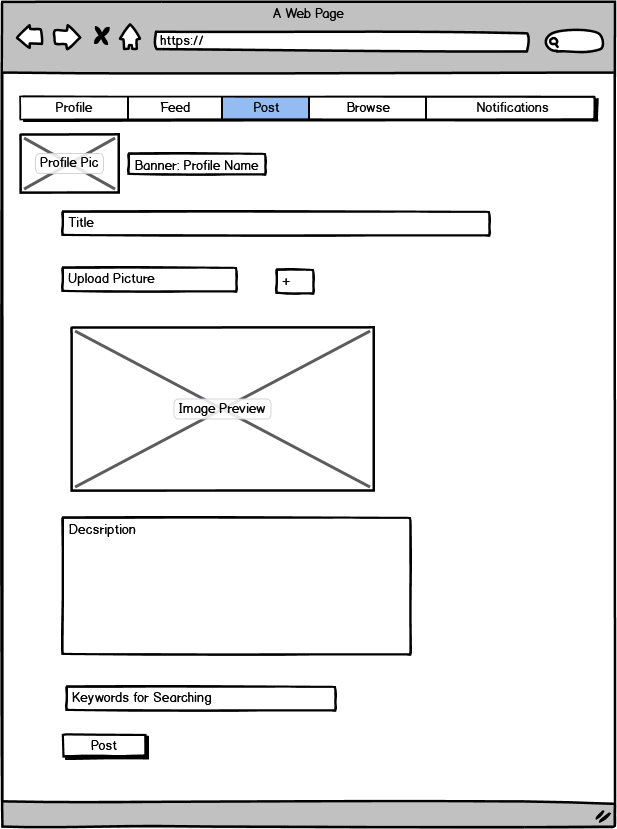 A Web Page
https://
Profile Feed Post Browse Notifications
Profile Pic
Banner: Profile Name
Title
Upload Picture +
Image Preview
Decsription
Keywords for Searching
Post